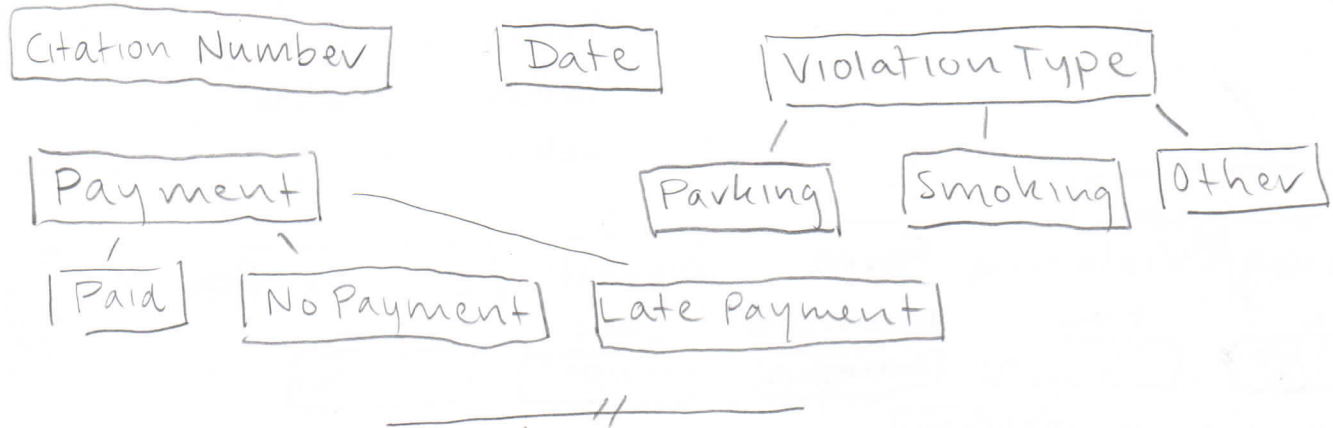 Citation Number Date Violation Type
Payment Parking Smoking Other
Paid No Payment Late Payment